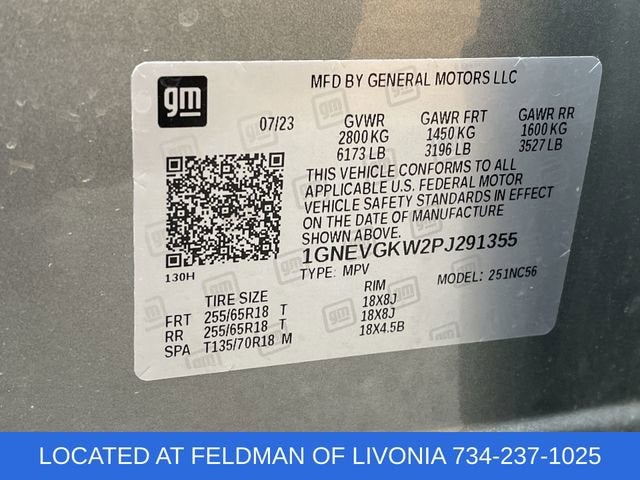 gm
MFD BY GENERAL MOTORS LLC
07/23 GVWR GAWR FRT GAWR RR
2800 KG 1450 KG 1600 KG
6173 LB 3196 LB 3527 LB
THIS VEHICLE CONFORMS TO ALL
APPLICABLE U.S. FEDERAL MOTOR
VEHICLE SAFETY STANDARDS IN EFFECT
ON THE DATE OF MANUFACTURE
SHOWN ABOVE.
1GNEVGKW2PJ291355
130H
TYPE: MPV MODEL: 251NC56
TIRE SIZE RIM
FRT 255/65R18 T 18X8J
RR 255/65R18 T 18X8J
SPA T135/70R18 M 18X4.5B
LOCATED AT FELDMAN OF LIVONIA 734-237-1025